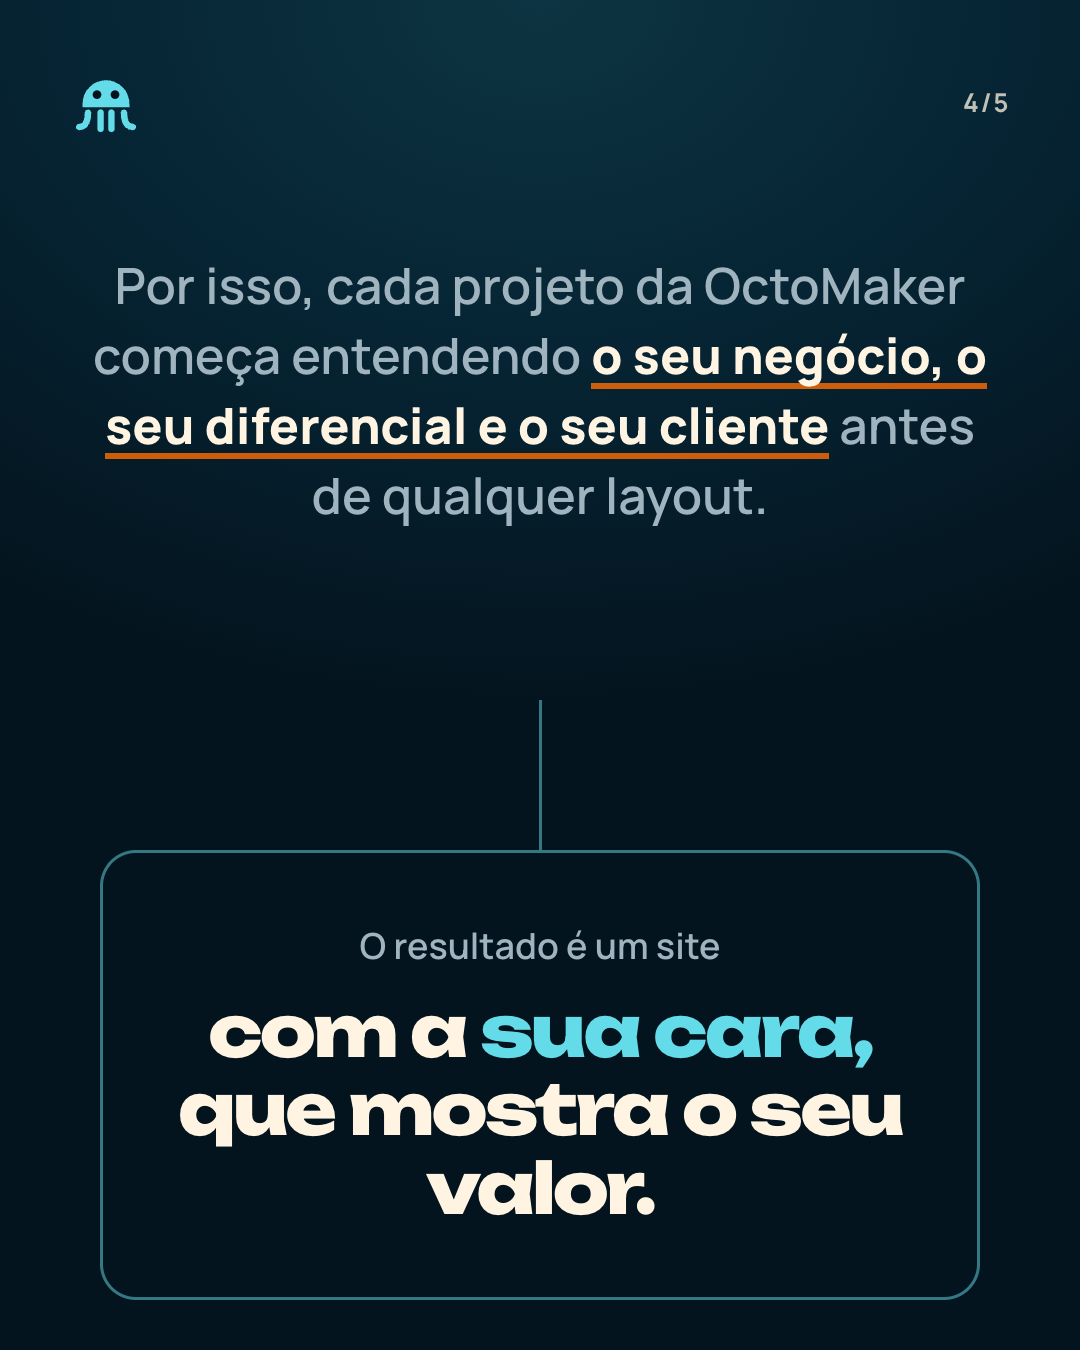 4/5
Por isso, cada projeto da OctoMaker
começa entendendo o seu negócio, o
seu diferencial e o seu cliente antes
de qualquer layout.
O resultado é um site
com a sua cara,
que mostra o seu
valor.